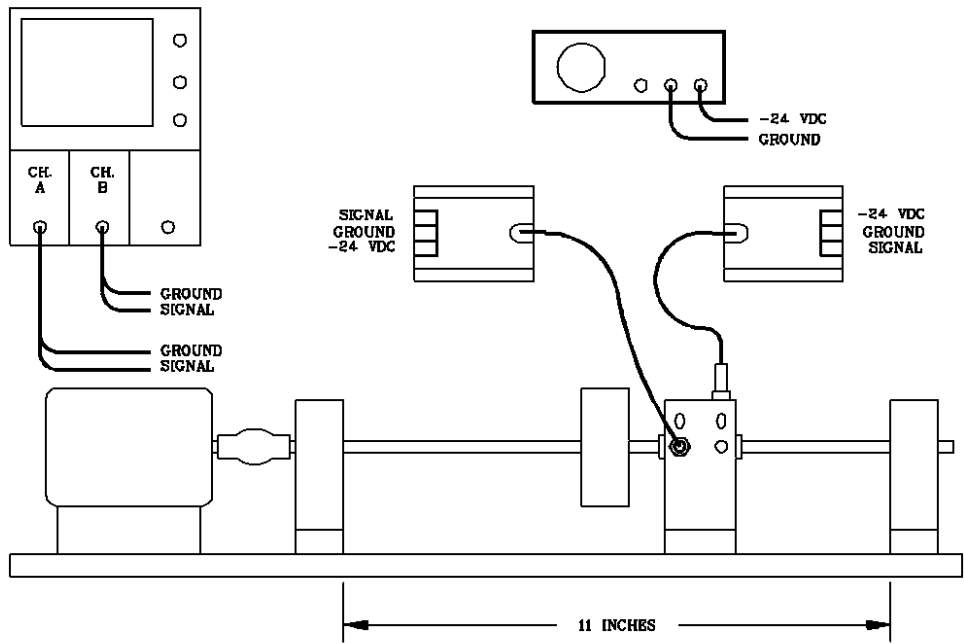 CH.
A
CH.
B
GROUND
SIGNAL
GROUND
SIGNAL
-24 VDC
GROUND
SIGNAL
GROUND
-24 VDC
-24 VDC
GROUND
SIGNAL
11 INCHES